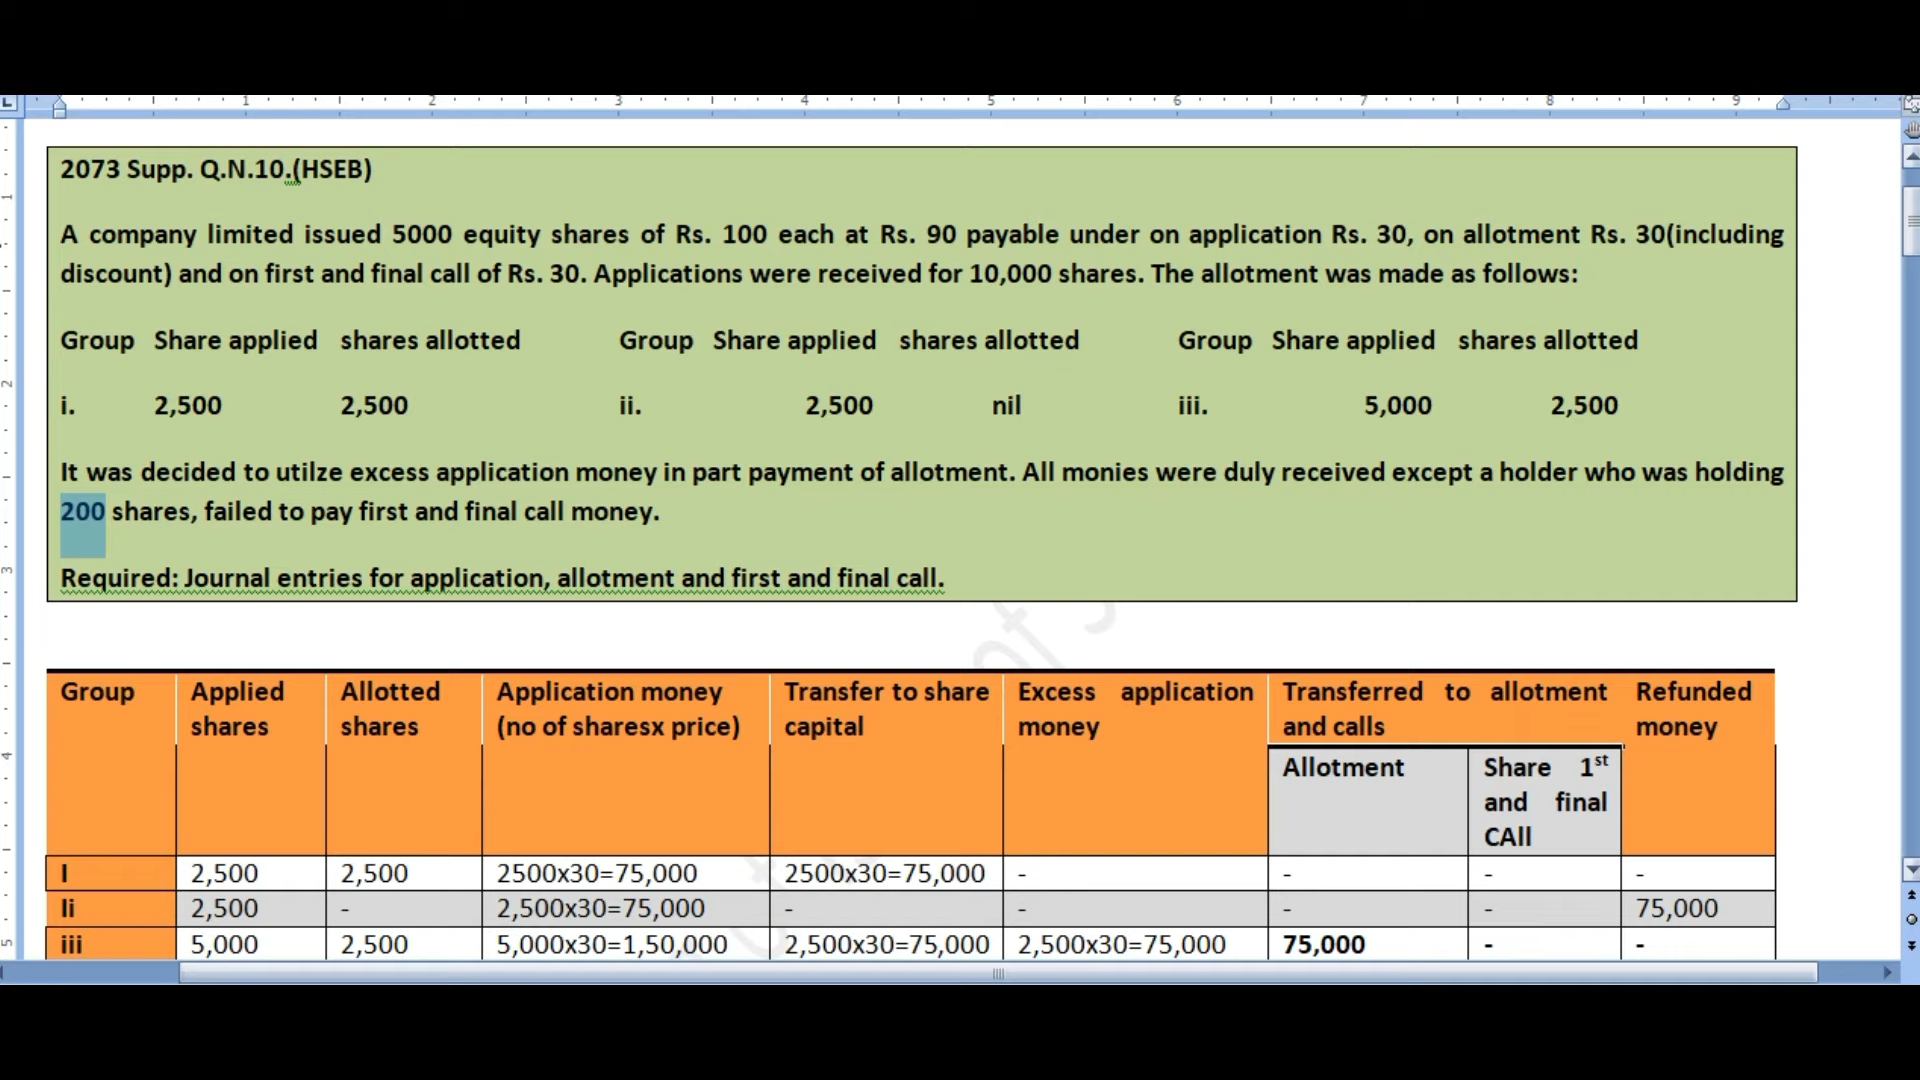 2073 Supp. Q.N.10.(HSEB)
A company limited issued 5000 equity shares of Rs. 100 each at Rs. 90 payable under on application Rs. 30, on allotment Rs. 30(including
discount) and on first and final call of Rs. 30. Applications were received for 10,000 shares. The allotment was made as follows:
Group Share applied shares allotted Group Share applied shares allotted Group Share applied shares allotted
i. 2,500 2,500 ii. 2,500 nil iii. 5,000 2,500
It was decided to utilze excess application money in part payment of allotment. All monies were duly received except a holder who was holding
200 shares, failed to pay first and final call money.
Required: Journal entries for application, allotment and first and final call.
Group Applied Allotted Application money Transfer to share Excess application Transferred to allotment Refunded
shares shares (no of sharesx price) capital money and calls money
Allotment Share 1st
and final
CAll
I 2,500 2,500 2500x30=75,000 2500x30=75,000 - - - -
Ii 2,500 - 2,500x30=75,000 - - - - 75,000
iii 5,000 2,500 5,000x30=1,50,000 2,500x30=75,000 2,500x30=75,000 75,000 - -